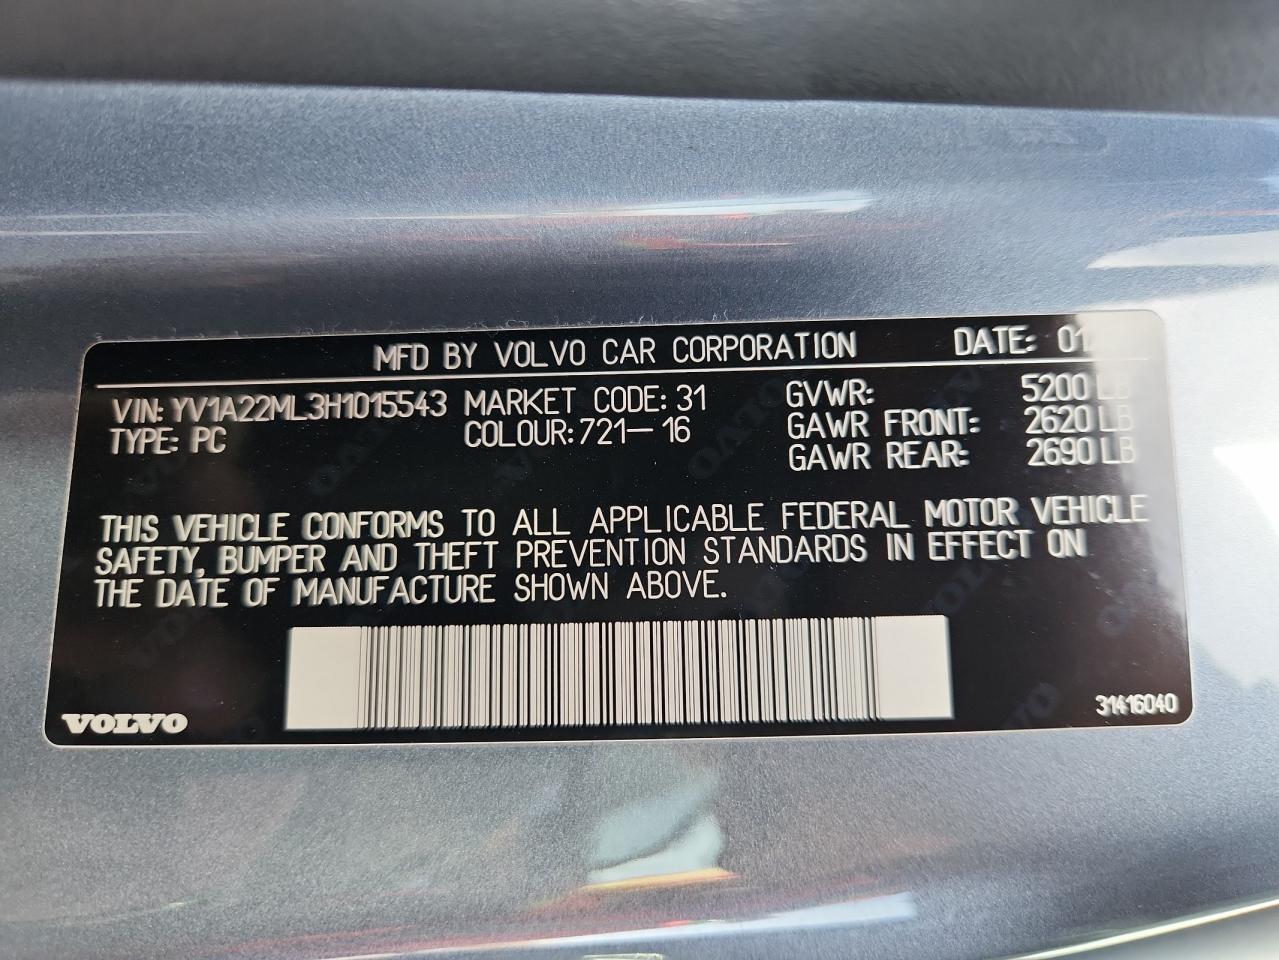 MFD BY VOLVO CAR CORPORATION DATE: 01
VIN: YV1A22ML3H1015543 MARKET CODE: 31 GVWR: 5200 LB
TYPE: PC COLOUR: 721-16 GAWR FRONT: 2620 LB
GAWR REAR: 2690 LB
THIS VEHICLE CONFORMS TO ALL APPLICABLE FEDERAL MOTOR VEHICLE
SAFETY, BUMPER AND THEFT PREVENTION STANDARDS IN EFFECT ON
THE DATE OF MANUFACTURE SHOWN ABOVE.
VOLVO 31416040